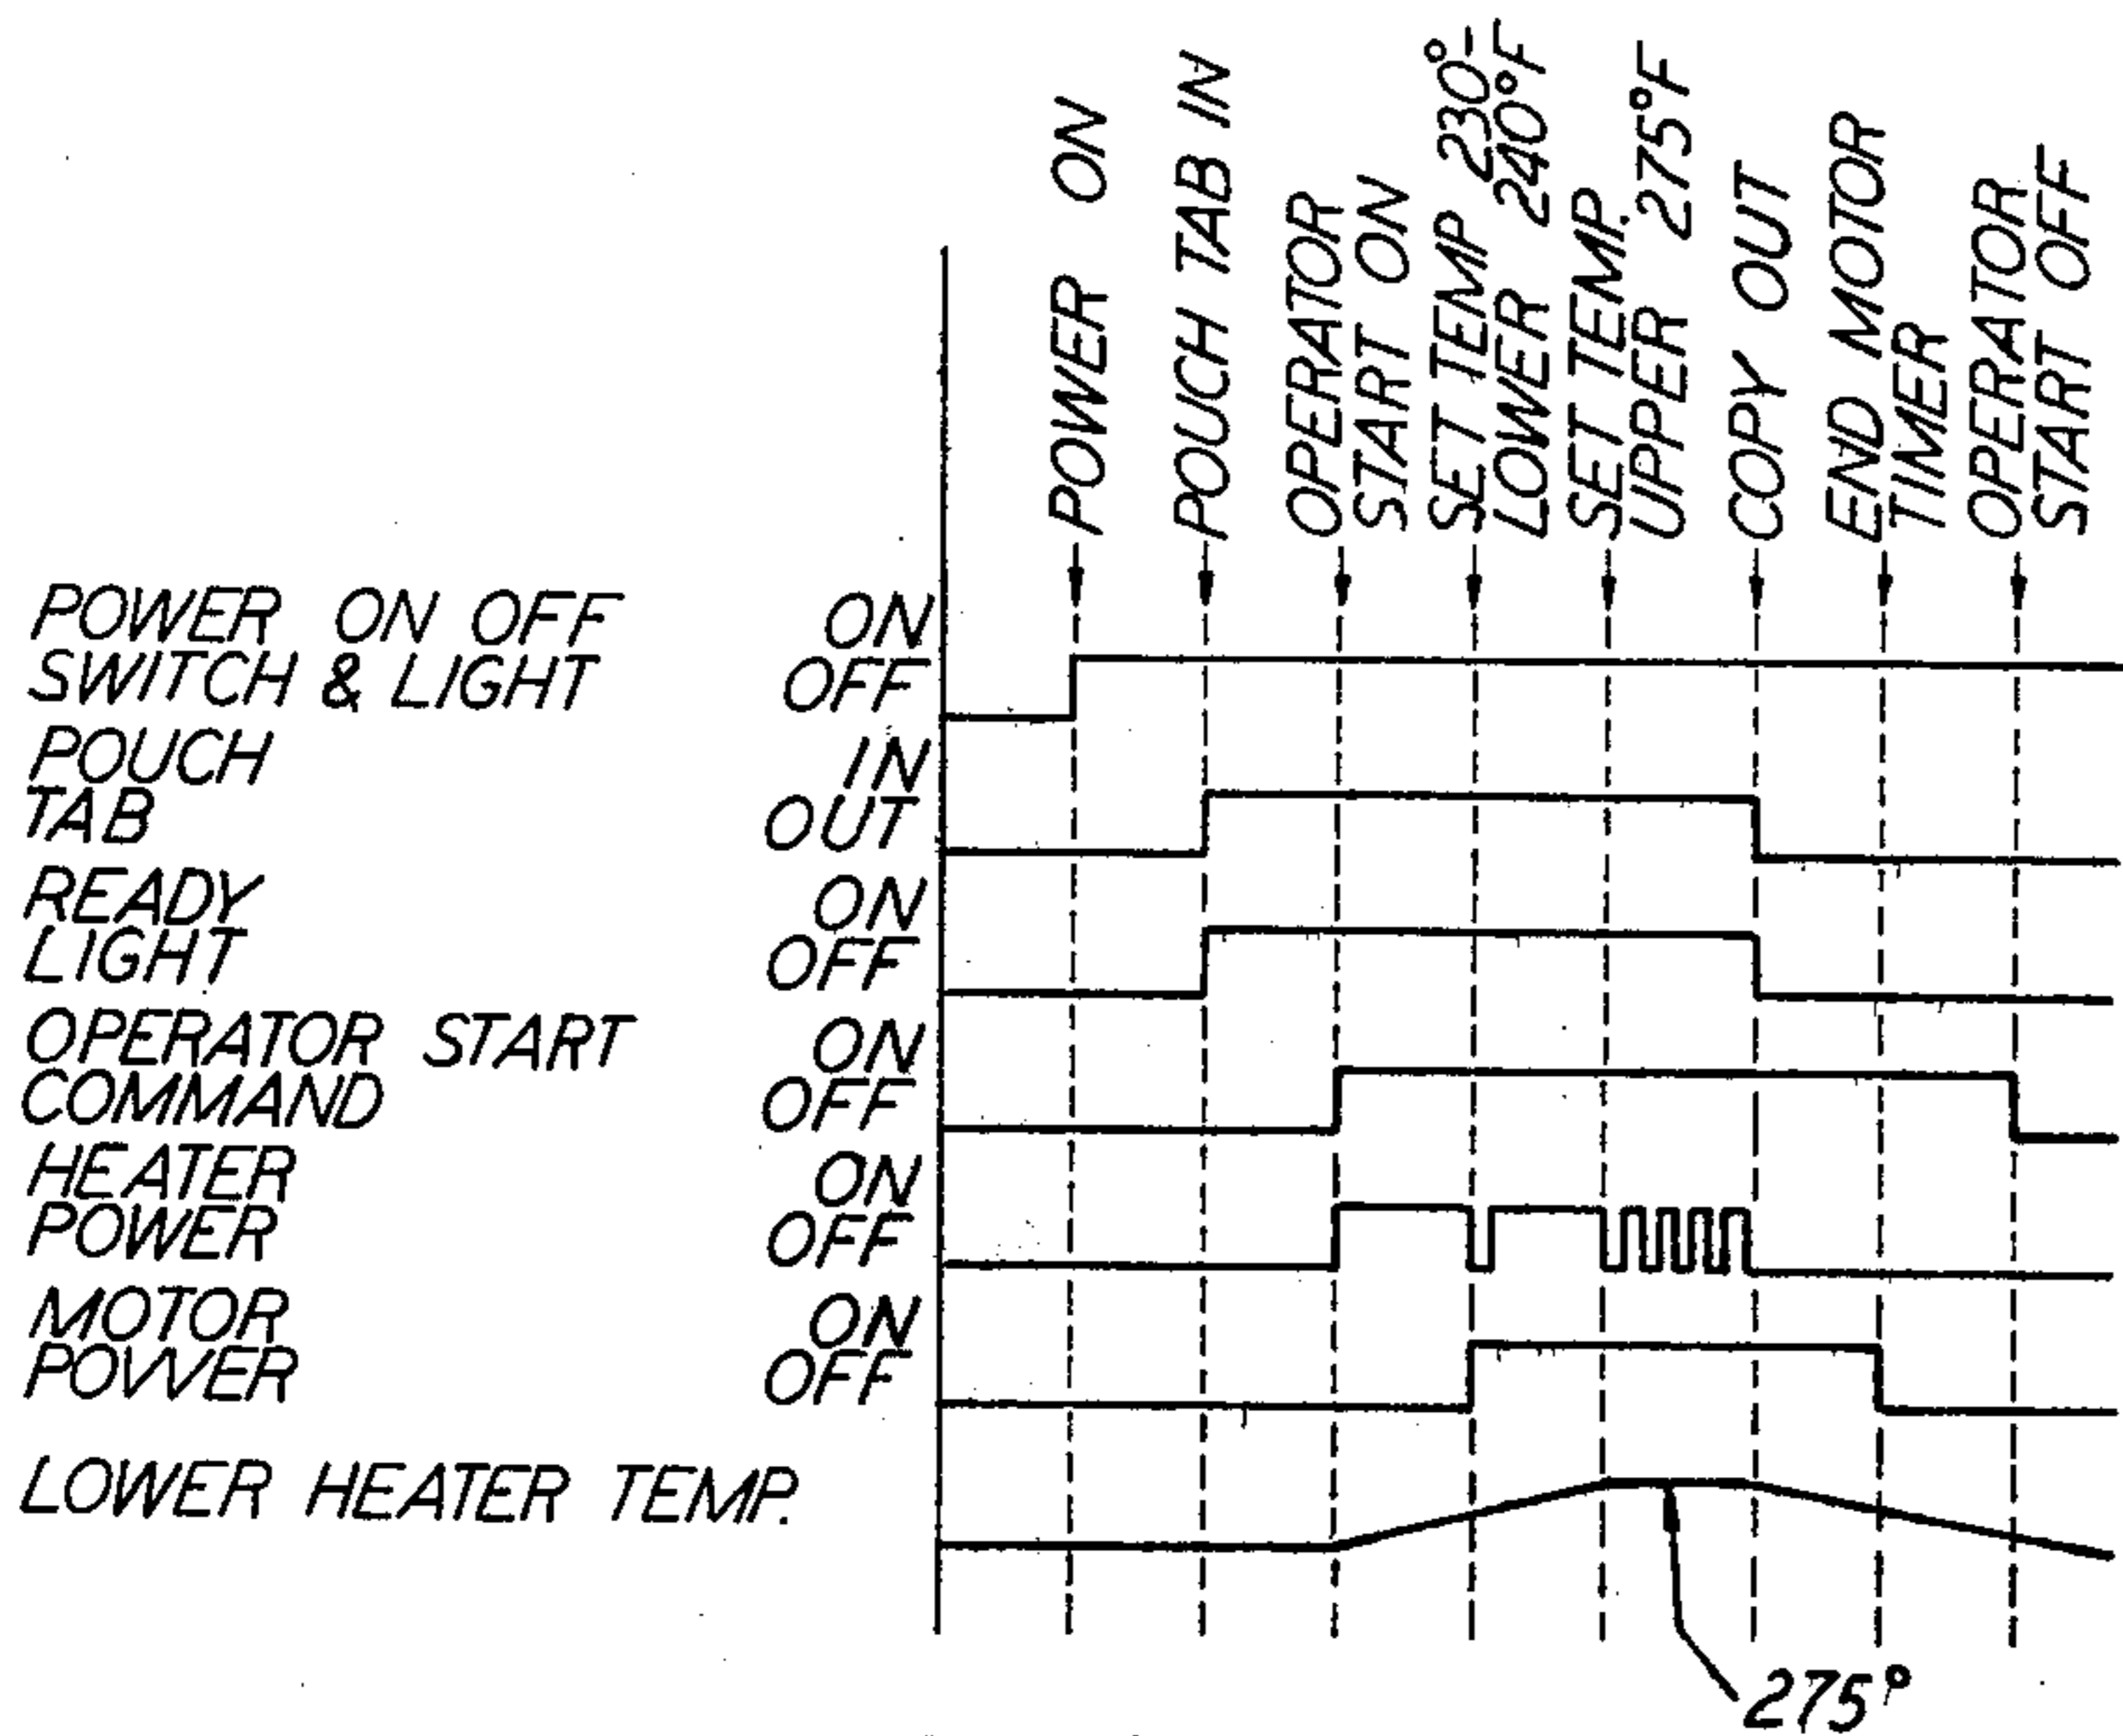 POWER ON
POUCH TAB IN
OPERATOR
START ON
SET TEMP 230°-
LOWER 240°F
SET TEMP.
UPPER 275°F
COPY OUT
END MOTOR
TIMER
OPERATOR
START OFF
POWER ON OFF ON
SWITCH & LIGHT OFF
POUCH IN
TAB OUT
READY ON
LIGHT OFF
OPERATOR START ON
COMMAND OFF
HEATER ON
POWER OFF
MOTOR ON
POWER OFF
LOWER HEATER TEMP.
275°